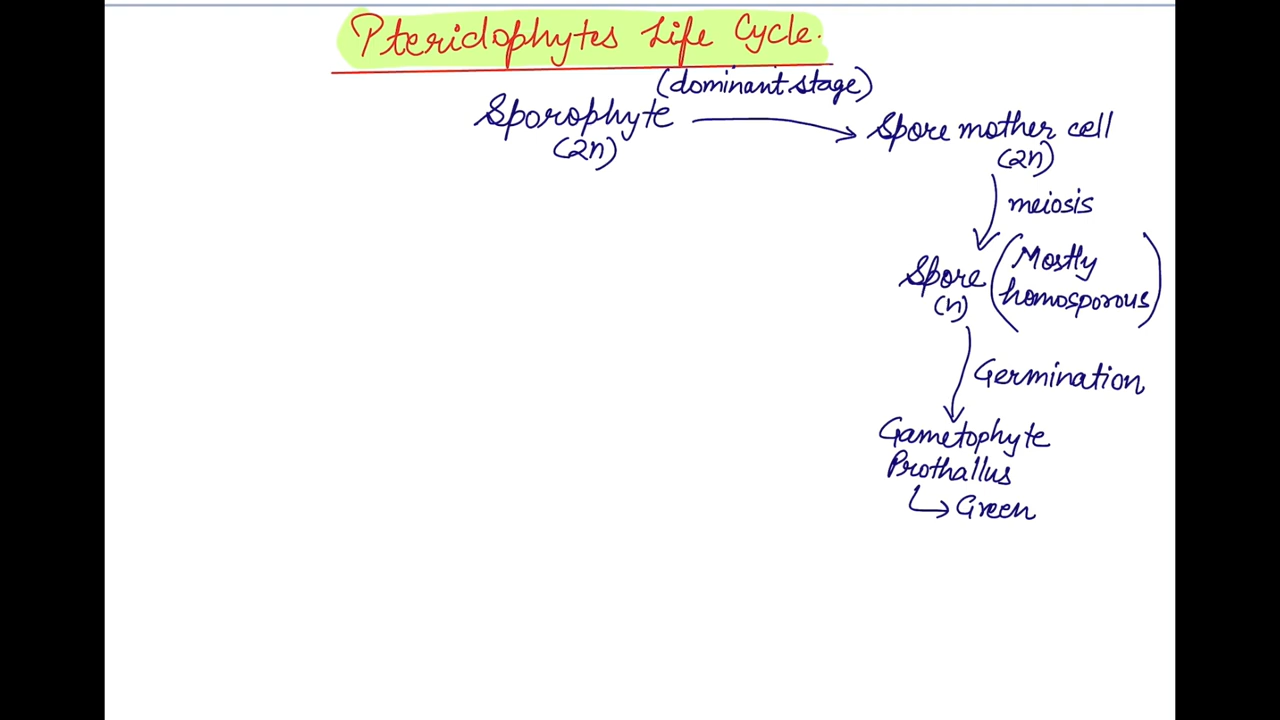 Pteridophytes Life Cycle.
(dominant stage)
Sporophyte
(2n)
Spore mother cell
(2n)
meiosis
Spore (Mostly
homosporous)
(n)
Germination
Gametophyte
Prothallus
Green